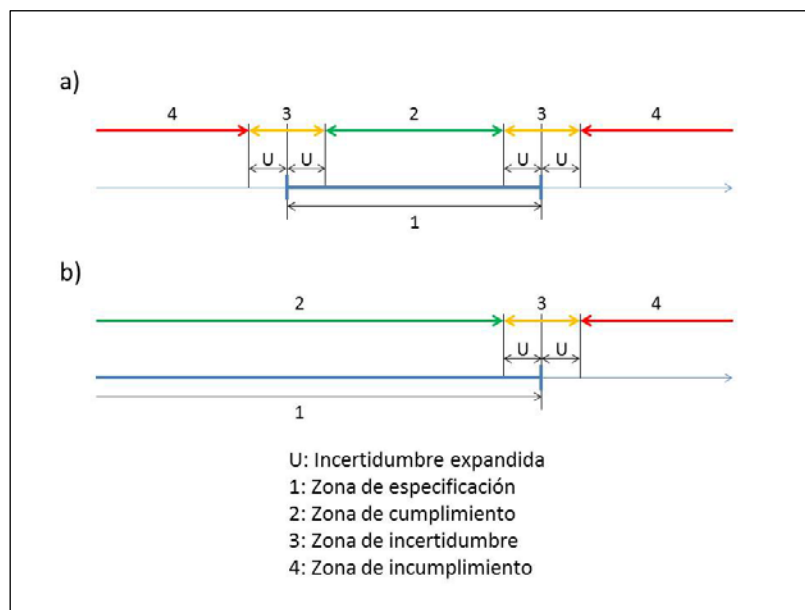 a)
4 3 2 3 4
U U U U
1
b)
2 3 4
U U
1
U: Incertidumbre expandida
1: Zona de especificación
2: Zona de cumplimiento
3: Zona de incertidumbre
4: Zona de incumplimiento